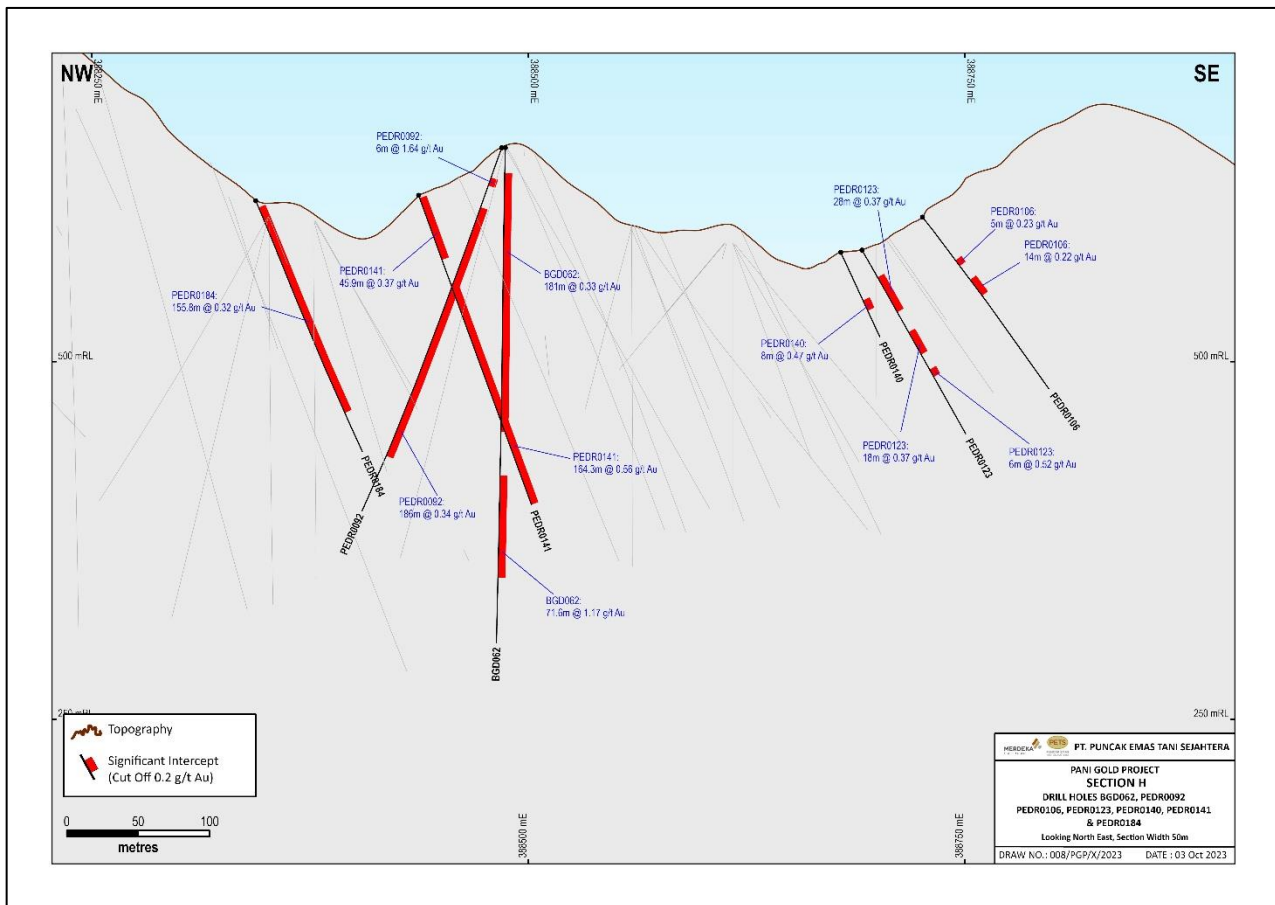 NW
SE
388250 mE
388500 mE
388750 mE
PEDR0092:
6m @ 1.64 g/t Au
PEDR0123:
28m @ 0.37 g/t Au
PEDR0106:
5m @ 0.23 g/t Au
PEDR0106:
14m @ 0.22 g/t Au
PEDR0141:
45.9m @ 0.37 g/t Au
BGD062:
181m @ 0.33 g/t Au
PEDR0184:
155.8m @ 0.32 g/t Au
PEDR0140:
8m @ 0.47 g/t Au
500 mRL
500 mRL
PEDR0140
PEDR0106
PEDR0184
PEDR0141:
164.3m @ 0.56 g/t Au
PEDR0123:
18m @ 0.37 g/t Au
PEDR0123
PEDR0123:
6m @ 0.52 g/t Au
PEDR0092:
186m @ 0.34 g/t Au
PEDR0092
PEDR0141
BGD062:
71.6m @ 1.17 g/t Au
BGD062
250 mRL
250 mRL
Topography
Significant Intercept
(Cut Off 0.2 g/t Au)
0 50 100
metres
388500 mE
388750 mE
MERDEKA
PETS
PT. PUNCAK EMAS TANI SEJAHTERA
PANI GOLD PROJECT
SECTION H
DRILL HOLES BGD062, PEDR0092
PEDR0106, PEDR0123, PEDR0140, PEDR0141
& PEDR0184
Looking North East, Section Width 50m
DRAW NO.: 008/PGP/X/2023 DATE : 03 Oct 2023